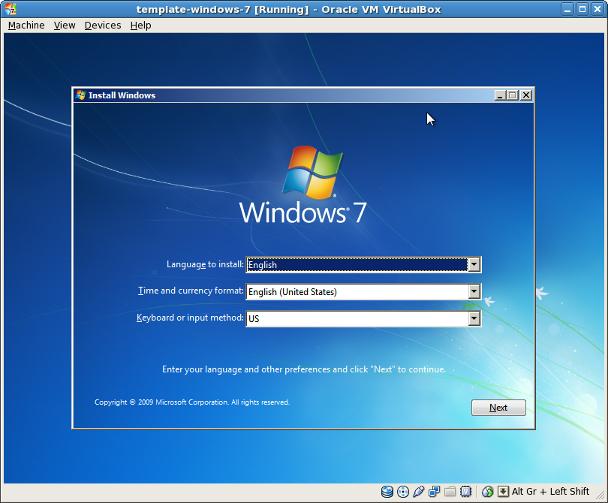 template-windows-7 [Running] - Oracle VM VirtualBox
Machine View Devices Help
Install Windows
Windows 7
Language to install: English
Time and currency format: English (United States)
Keyboard or input method: US
Enter your language and other preferences and click "Next" to continue.
Copyright © 2009 Microsoft Corporation. All rights reserved.
Next
Alt Gr + Left Shift